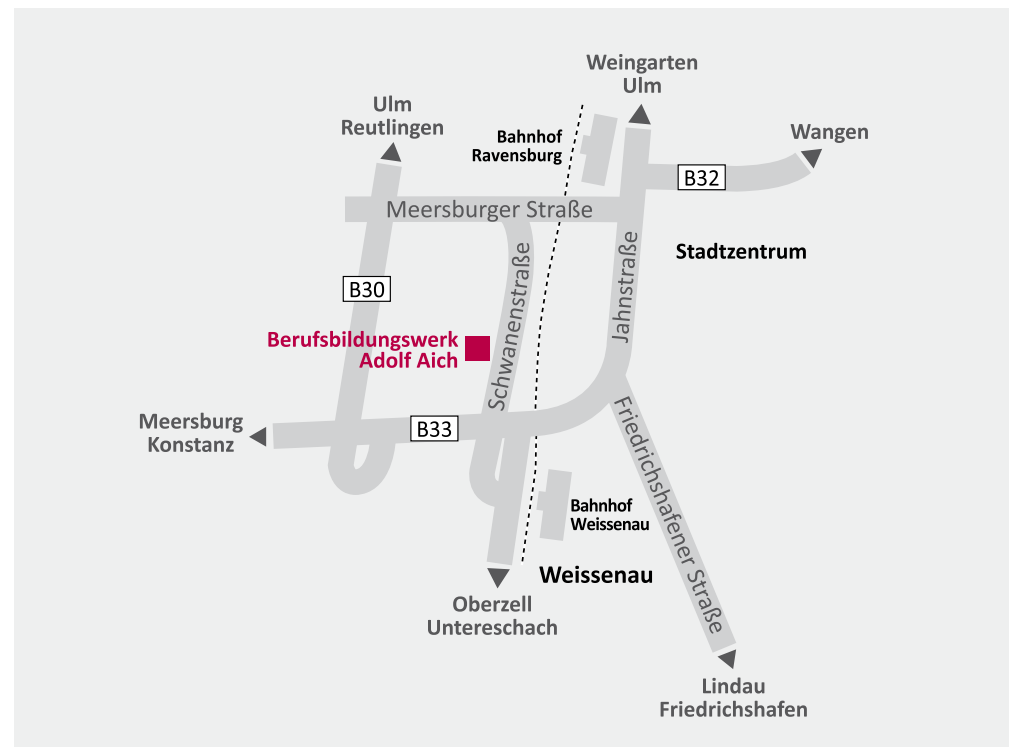 Weingarten
Ulm
Ulm
Reutlingen
Bahnhof
Ravensburg
Wangen
B32
Meersburger Straße
Stadtzentrum
Schwanenstraße
Jahnstraße
B30
Berufsbildungswerk
Adolf Aich
Meersburg
Konstanz
B33
Friedrichshafener Straße
Bahnhof
Weissenau
Weissenau
Oberzell
Untereschach
Lindau
Friedrichshafen